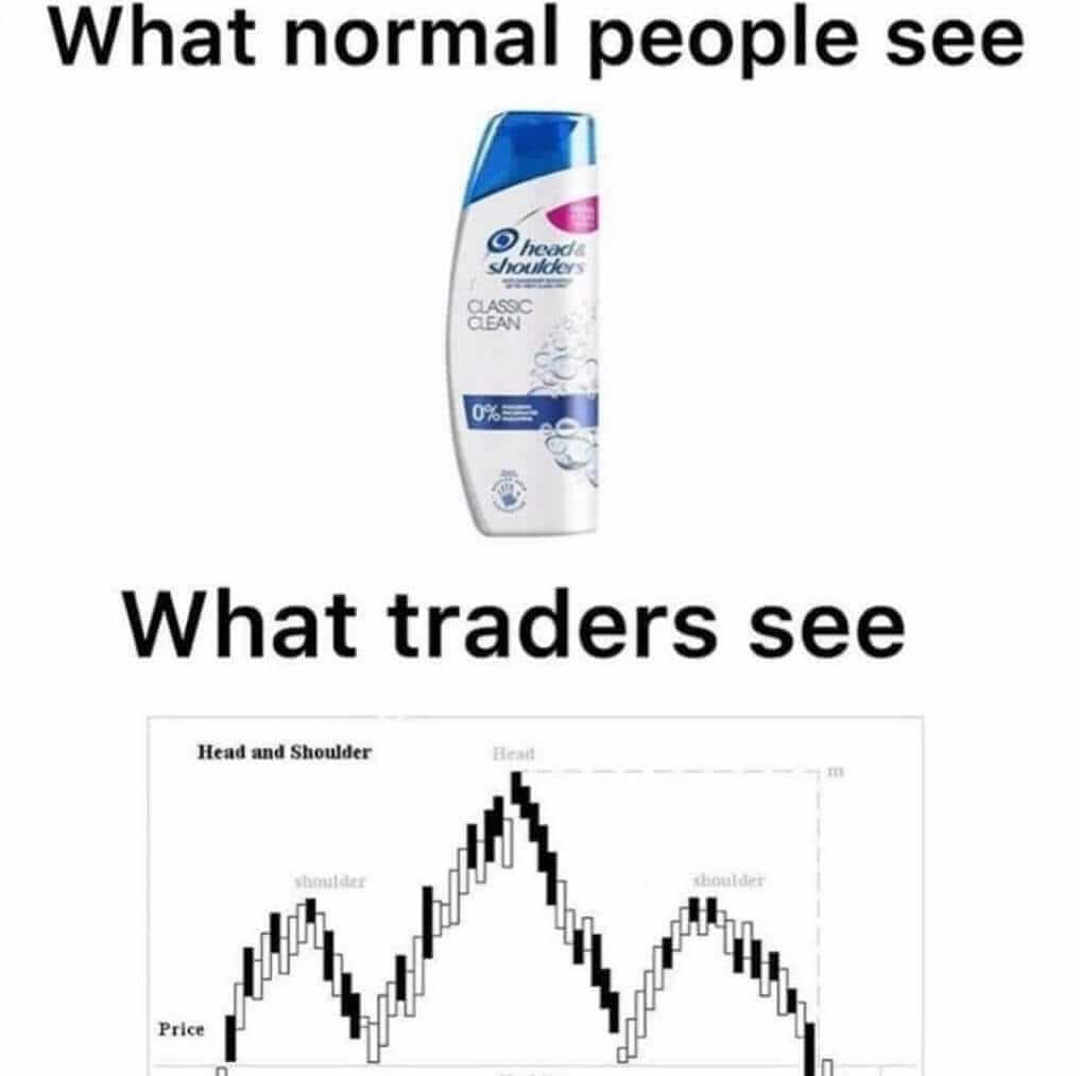 What normal people see
head&
shoulders
CLASSIC
CLEAN
0%
What traders see
Head and Shoulder
Head
m
shoulder
shoulder
Price